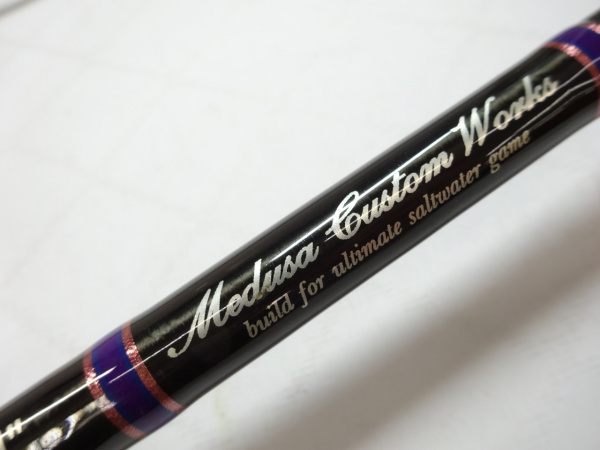 Medusa Custom Works
build for ultimate saltwater game